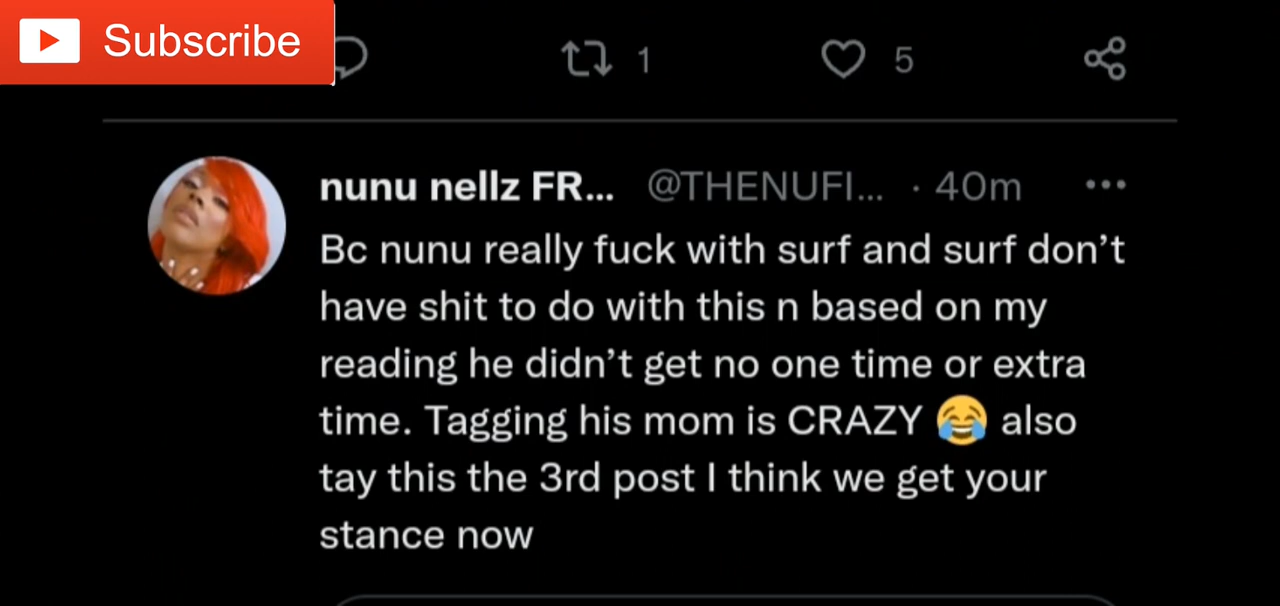 Subscribe
1 5
nunu nellz FR... @THENUFI... · 40m
Bc nunu really fuck with surf and surf don’t
have shit to do with this n based on my
reading he didn’t get no one time or extra
time. Tagging his mom is CRAZY 😂 also
tay this the 3rd post I think we get your
stance now